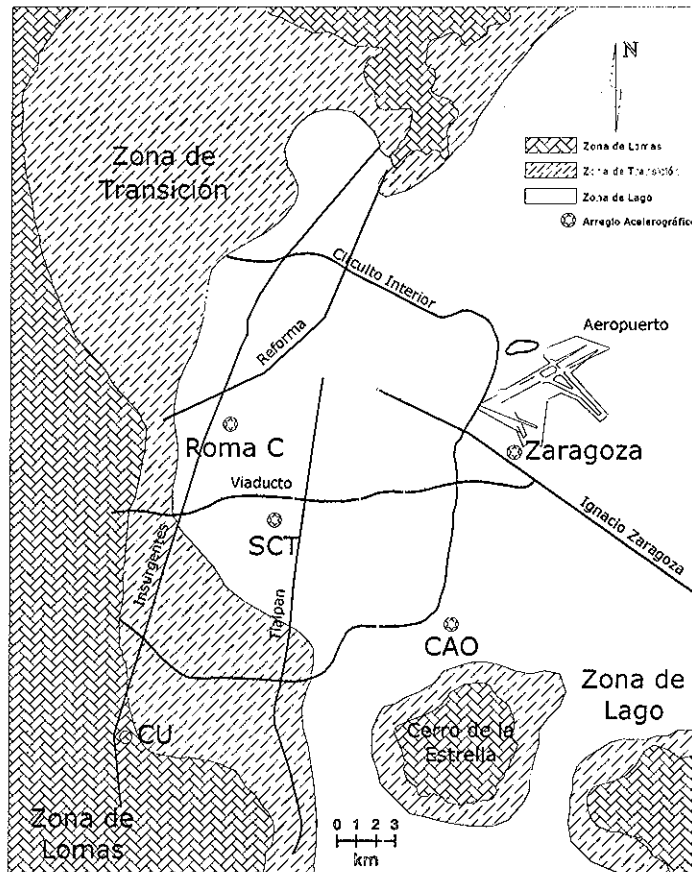 N
Zona de Lomas
Zona de Transición
Zona de Lago
Arreglo Acelerográfico
Zona de
Transición
Circuito Interior
Reforma
Aeropuerto
Roma C
Zaragoza
Viaducto
Ignacio Zaragoza
SCT
Insurgentes
Tlalpan
CAO
Zona de
Lago
CU
Cerro de la
Estrella
Zona de
Lomas
0 1 2 3
km